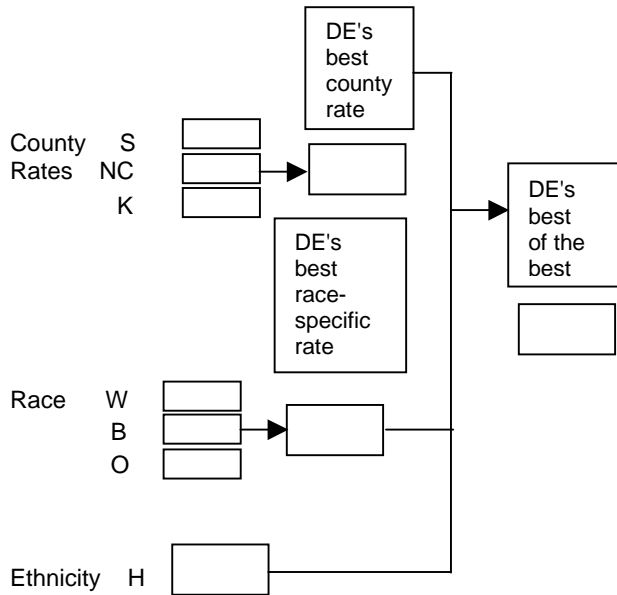 DE's
best
county
rate
County S
Rates NC
K
DE's
best
of the
best
DE's
best
race-
specific
rate
Race W
B
O
Ethnicity H